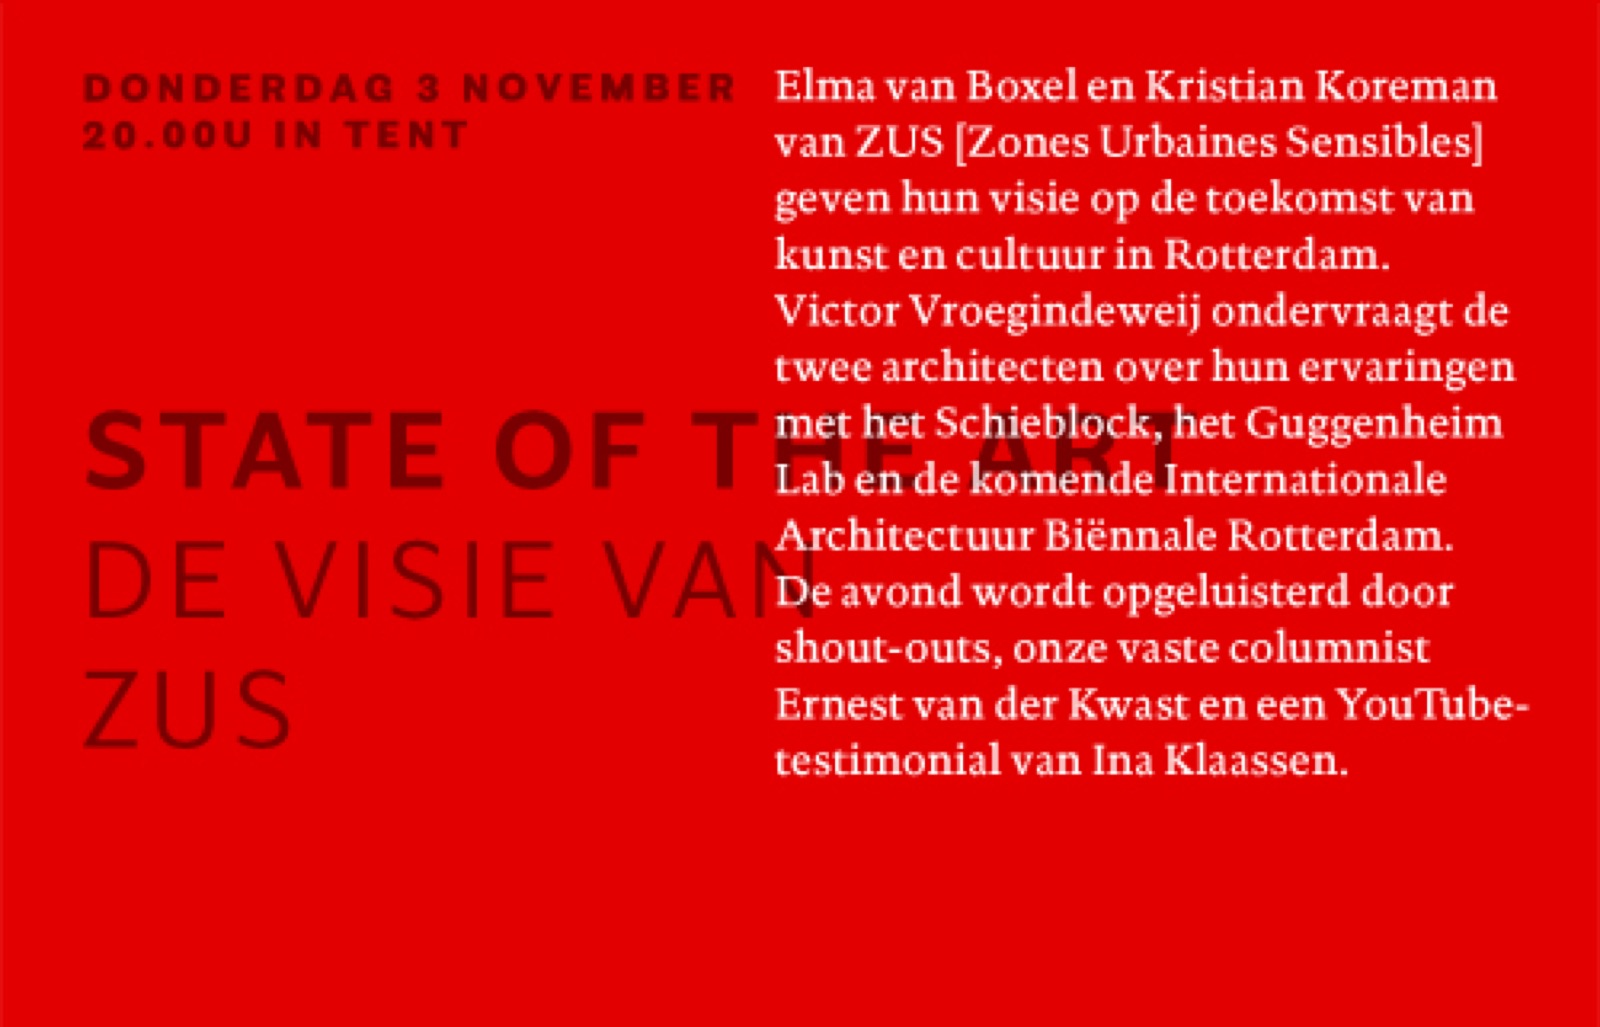 DONDERDAG 3 NOVEMBER
20.00U IN TENT
STATE OF THE ART
DE VISIE VAN
ZUS
Elma van Boxel en Kristian Koreman
van ZUS [Zones Urbaines Sensibles]
geven hun visie op de toekomst van
kunst en cultuur in Rotterdam.
Victor Vroegindeweij ondervraagt de
twee architecten over hun ervaringen
met het Schieblock, het Guggenheim
Lab en de komende Internationale
Architectuur Biënnale Rotterdam.
De avond wordt opgeluisterd door
shout-outs, onze vaste columnist
Ernest van der Kwast en een YouTube-
testimonial van Ina Klaassen.